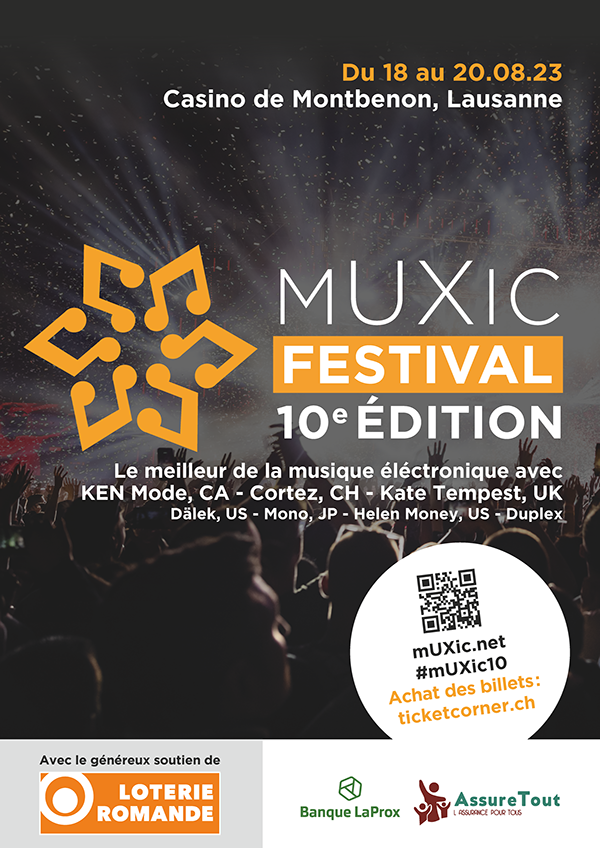 Du 18 au 20.08.23
Casino de Montbenon, Lausanne
MUXIC
FESTIVAL
10e ÉDITION
Le meilleur de la musique éléctronique avec
KEN Mode, CA - Cortez, CH - Kate Tempest, UK
Dälek, US - Mono, JP - Helen Money, US - Duplex
mUXic.net
#mUXic10
Achat des billets:
ticketcorner.ch
Avec le généreux soutien de
LOTERIE
ROMANDE
Banque LaProx
AssureTout
L'ASSURANCE POUR TOUS